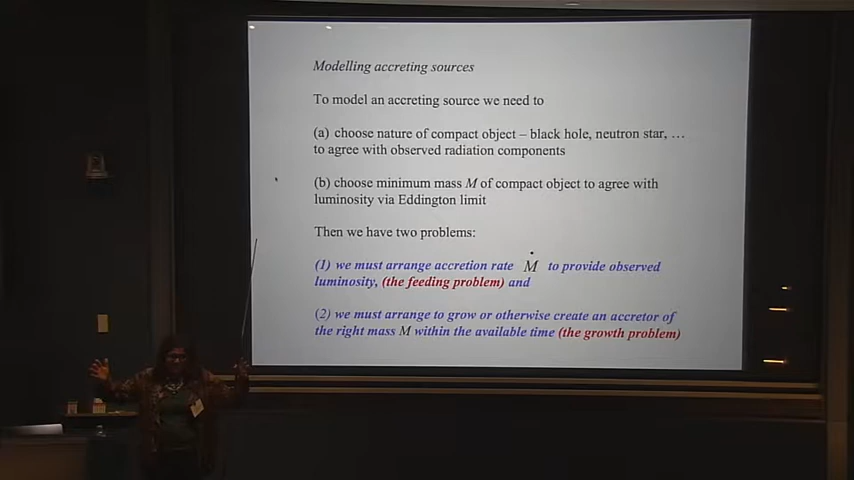 Modelling accreting sources
To model an accreting source we need to
(a) choose nature of compact object – black hole, neutron star, …
to agree with observed radiation components
(b) choose minimum mass M of compact object to agree with
luminosity via Eddington limit
Then we have two problems:
(1) we must arrange accretion rate Ṁ to provide observed
luminosity, (the feeding problem) and
(2) we must arrange to grow or otherwise create an accretor of
the right mass M within the available time (the growth problem)